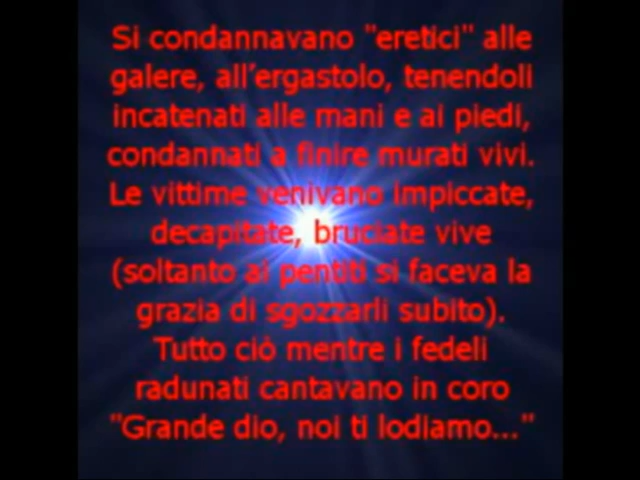 Si condannavano "eretici" alle
galere, all'ergastolo, tenendoli
incatenati alle mani e ai piedi,
condannati a finire murati vivi.
Le vittime venivano impiccate,
decapitate, bruciate vive
(soltanto ai pentiti si faceva la
grazia di sgozzarli subito).
Tutto ciò mentre i fedeli
radunati cantavano in coro
"Grande dio, noi ti lodiamo..."